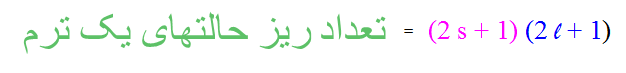 تعداد ریز حالتهای یک ترم = (2 s + 1) (2 ℓ + 1)